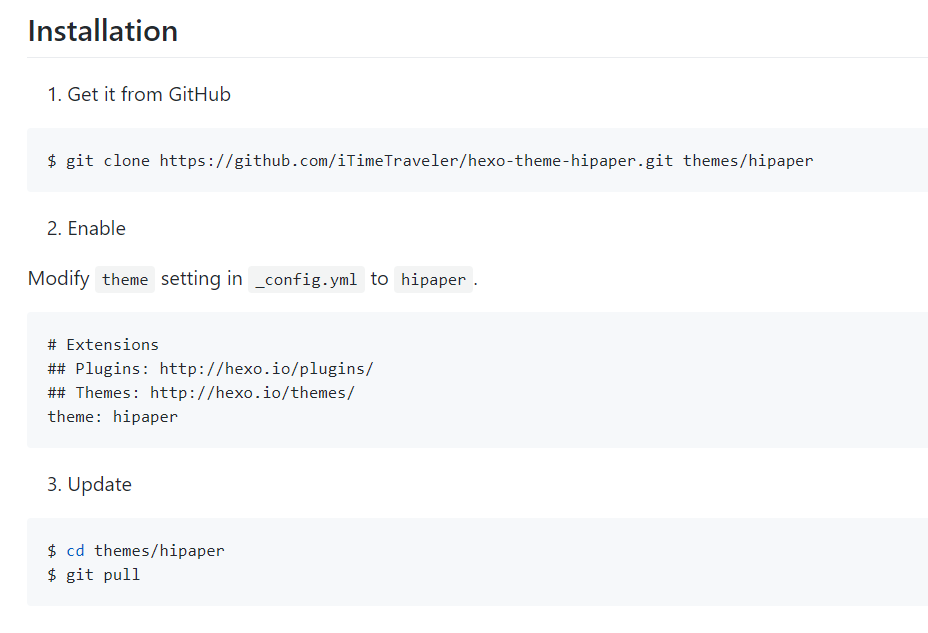 Installation
1. Get it from GitHub
$ git clone https://github.com/iTimeTraveler/hexo-theme-hipaper.git themes/hipaper
2. Enable
Modify theme setting in _config.yml to hipaper.
# Extensions
## Plugins: http://hexo.io/plugins/
## Themes: http://hexo.io/themes/
theme: hipaper
3. Update
$ cd themes/hipaper
$ git pull